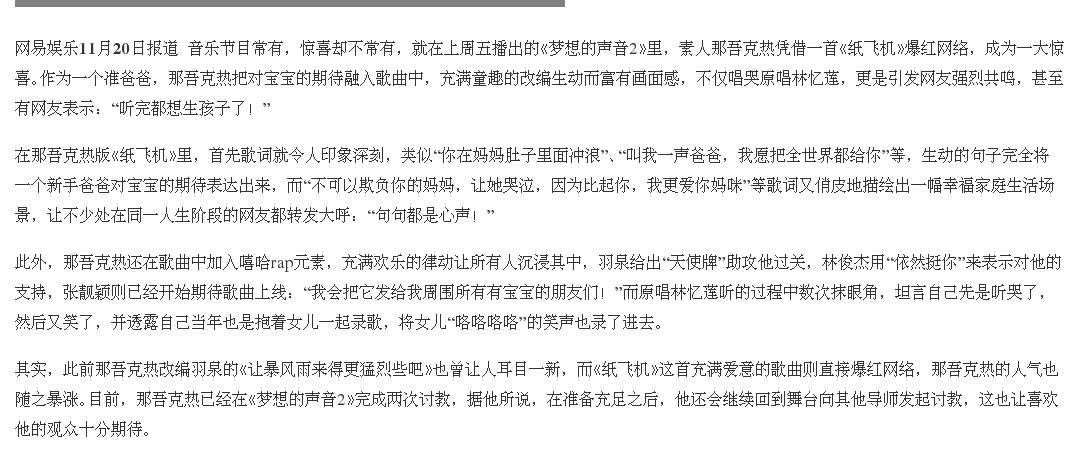 网易娱乐11月20日报道 音乐节目常有，惊喜却不常有，就在上周五播出的《梦想的声音2》里，素人那吾克热凭借一首《纸飞机》爆红网络，成为一大惊
喜。作为一个准爸爸，那吾克热把对宝宝的期待融入歌曲中，充满童趣的改编生动而富有画面感，不仅唱哭原唱林忆莲，更是引发网友强烈共鸣，甚至
有网友表示：“听完都想生孩子了！”
在那吾克热版《纸飞机》里，首先歌词就令人印象深刻，类似“你在妈妈肚子里面冲浪”、“叫我一声爸爸，我愿把全世界都给你”等，生动的句子完全将
一个新手爸爸对宝宝的期待表达出来，而“不可以欺负你的妈妈，让她哭泣，因为比起你，我更爱你妈咪”等歌词又俏皮地描绘出一幅幸福家庭生活场
景，让不少处在同一人生阶段的网友都转发大呼：“句句都是心声！”
此外，那吾克热还在歌曲中加入嘻哈rap元素，充满欢乐的律动让所有人沉浸其中，羽泉给出“天使牌”助攻他过关，林俊杰用“依然挺你”来表示对他的
支持，张靓颖则已经开始期待歌曲上线：“我会把它发给我周围所有有宝宝的朋友们！”而原唱林忆莲听的过程中数次抹眼角，坦言自己先是听哭了，
然后又笑了，并透露自己当年也是抱着女儿一起录歌，将女儿“咯咯咯咯”的笑声也录了进去。
其实，此前那吾克热改编羽泉的《让暴风雨来得更猛烈些吧》也曾让人耳目一新，而《纸飞机》这首充满爱意的歌曲则直接爆红网络，那吾克热的人气也
随之暴涨。目前，那吾克热已经在《梦想的声音2》完成两次讨教，据他所说，在准备充足之后，他还会继续回到舞台向其他导师发起讨教，这也让喜欢
他的观众十分期待。